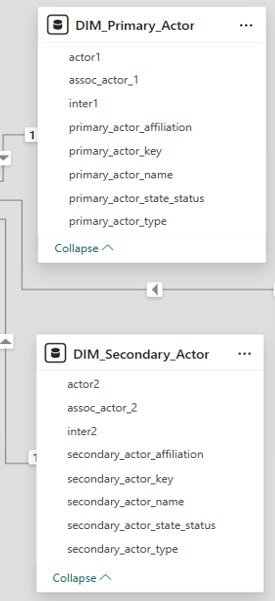 DIM_Primary_Actor
actor1
assoc_actor_1
inter1
1
primary_actor_affiliation
primary_actor_key
primary_actor_name
primary_actor_state_status
primary_actor_type
Collapse
DIM_Secondary_Actor
actor2
assoc_actor_2
inter2
1
secondary_actor_affiliation
secondary_actor_key
secondary_actor_name
secondary_actor_state_status
secondary_actor_type
Collapse